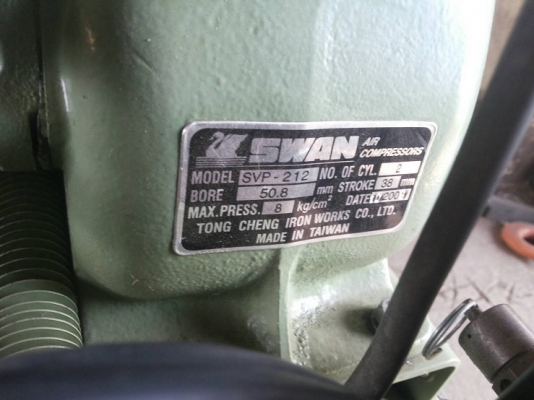 SWAN AIR COMPRESSORS
MODEL SVP-212 NO. OF CYL. 2
BORE 50.8 mm STROKE 38 mm
MAX. PRESS. 8 kg/cm² DATE
TONG CHENG IRON WORKS CO., LTD.
MADE IN TAIWAN